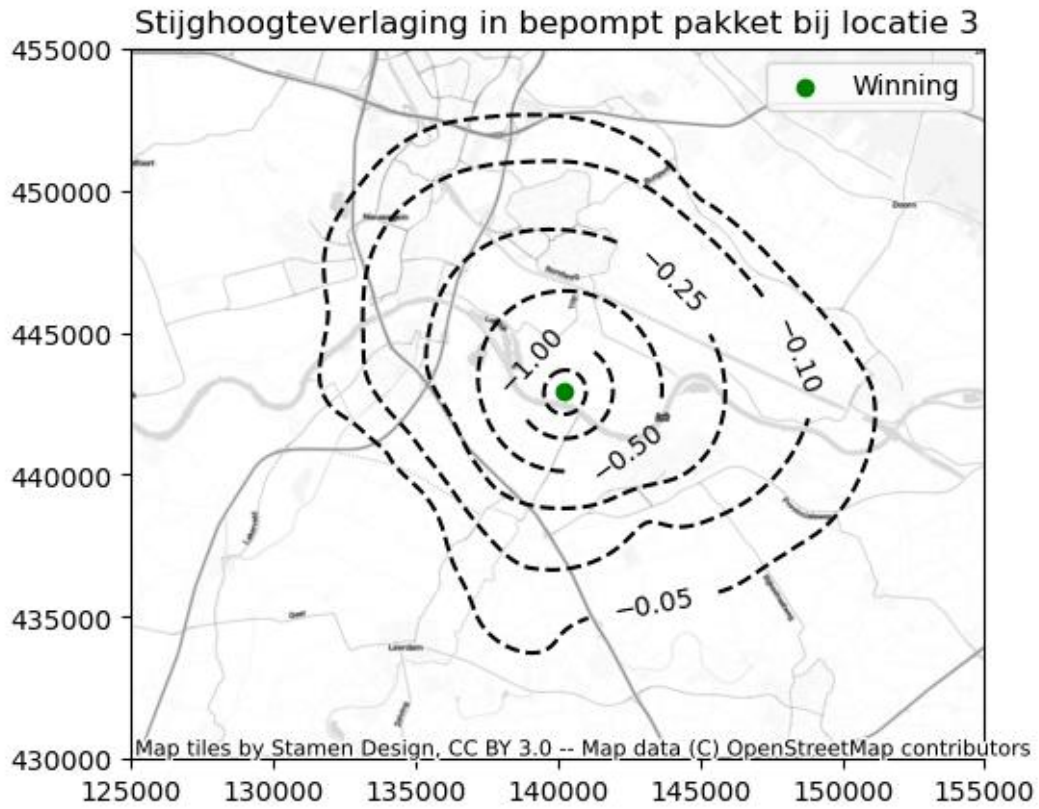 Stijghoogteverlaging in bepompt pakket bij locatie 3
455000
Winning
450000
Doorn
−0.25
445000
−0.10
−1.00
−0.50
440000
−0.05
435000
Leerdam
Map tiles by Stamen Design, CC BY 3.0 -- Map data (C) OpenStreetMap contributors
430000
125000 130000 135000 140000 145000 150000 155000